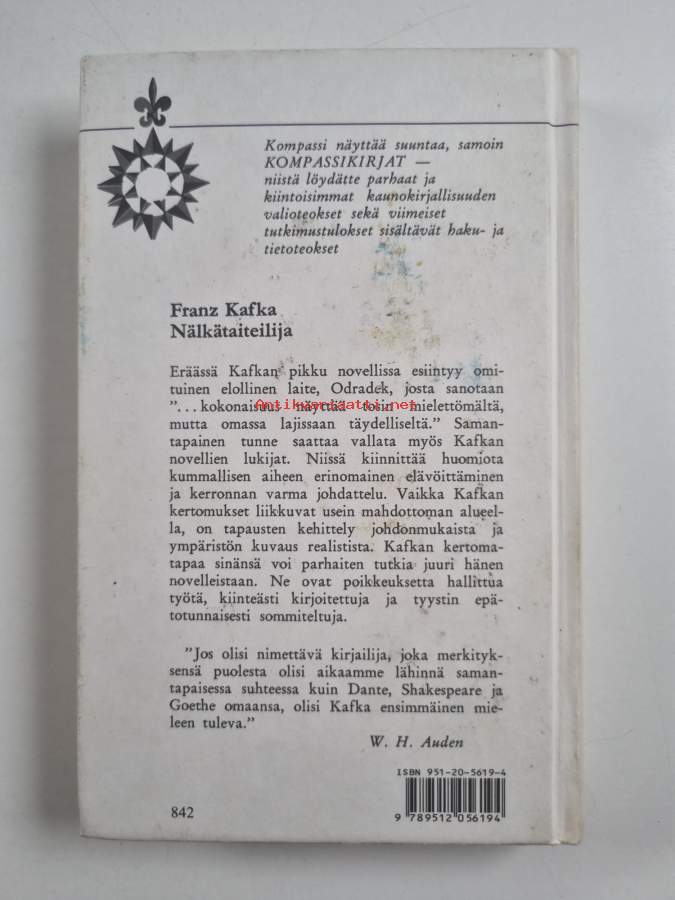 Kompassi näyttää suuntaa, samoin
KOMPASSIKIRJAT —
niistä löydätte parhaat ja
kiintoisimmat kaunokirjallisuuden
valioteokset sekä viimeiset
tutkimustulokset sisältävät haku- ja
tietoteokset
Franz Kafka
Nälkätaiteilija
Eräässä Kafkan pikku novellissa esiintyy omi-
tuinen elollinen laite, Odradek, josta sanotaan
"...kokonaisuus näyttää tosin mielettömältä,
Antikvariaatti.net
mutta omassa lajissaan täydelliseltä." Saman-
tapainen tunne saattaa vallata myös Kafkan
novellien lukijat. Niissä kiinnittää huomiota
kummallisen aiheen erinomainen elävöittäminen
ja kerronnan varma johdattelu. Vaikka Kafkan
kertomukset liikkuvat usein mahdottoman alueel-
la, on tapausten kehittely johdonmukaista ja
ympäristön kuvaus realistista. Kafkan kertoma-
tapaa sinänsä voi parhaiten tutkia juuri hänen
novelleistaan. Ne ovat poikkeuksetta hallittua
työtä, kiinteästi kirjoitettuja ja tyystin epä-
totunnaisesti sommiteltuja.
"Jos olisi nimettävä kirjailija, joka merkityk-
sensä puolesta olisi aikaamme lähinnä saman-
tapaisessa suhteessa kuin Dante, Shakespeare ja
Goethe omaansa, olisi Kafka ensimmäinen mie-
leen tuleva."
W. H. Auden
ISBN 951-20-5619-4
9 789512 056194
842